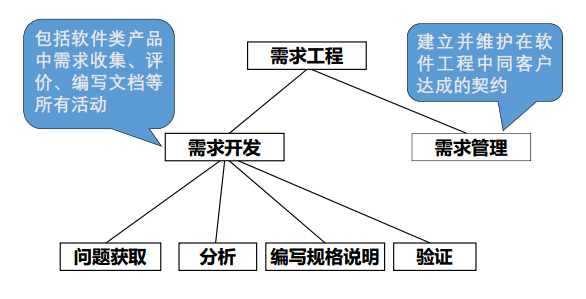 包括软件类产品
中需求收集、评
价、编写文档等
所有活动
需求工程
建立并维护在软
件工程中同客户
达成的契约
需求开发
需求管理
问题获取
分析
编写规格说明
验证